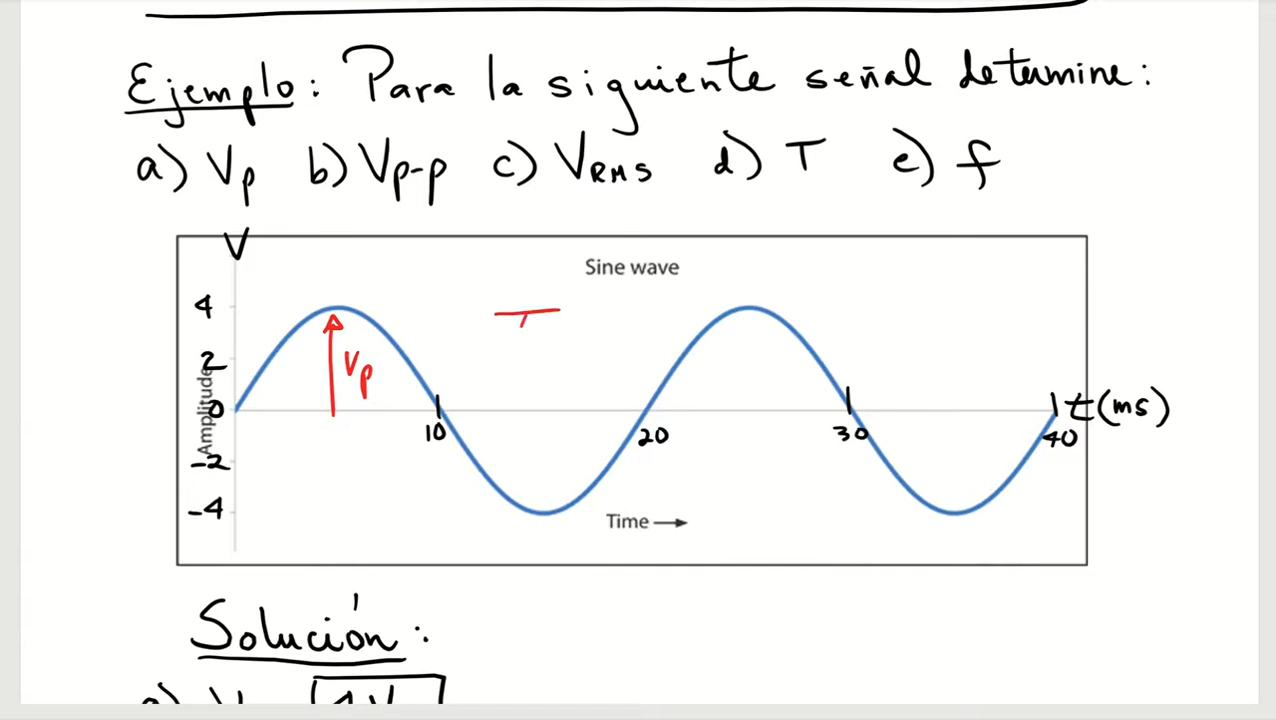 Ejemplo: Para la siguiente señal determine:
a) Vp b) Vp-p c) VRMS d) T e) f
V
Sine wave
4
2
Vp
0
Amplitude
10
20
30
40
t(ms)
-2
-4
Time
Solución: